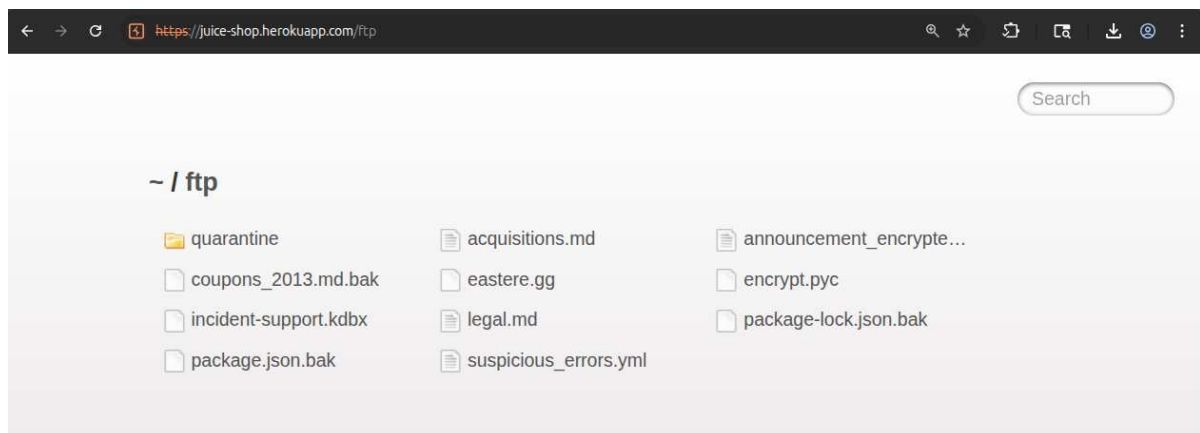 https://juice-shop.herokuapp.com/ftp
Search
~ / ftp
quarantine
acquisitions.md
announcement_encrypte…
coupons_2013.md.bak
eastere.gg
encrypt.pyc
incident-support.kdbx
legal.md
package-lock.json.bak
package.json.bak
suspicious_errors.yml